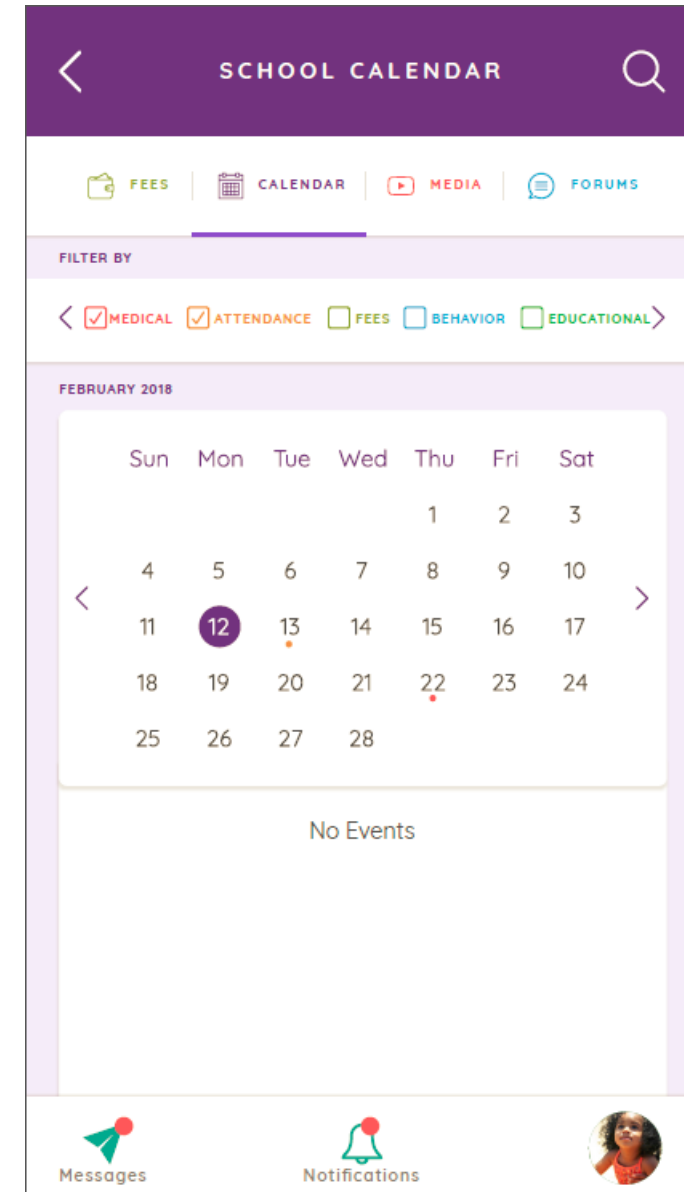 SCHOOL CALENDAR
FEES CALENDAR MEDIA FORUMS
FILTER BY
MEDICAL ATTENDANCE FEES BEHAVIOR EDUCATIONAL
FEBRUARY 2018
Sun Mon Tue Wed Thu Fri Sat
1 2 3
4 5 6 7 8 9 10
11 12 13 14 15 16 17
18 19 20 21 22 23 24
25 26 27 28
No Events
Messages Notifications